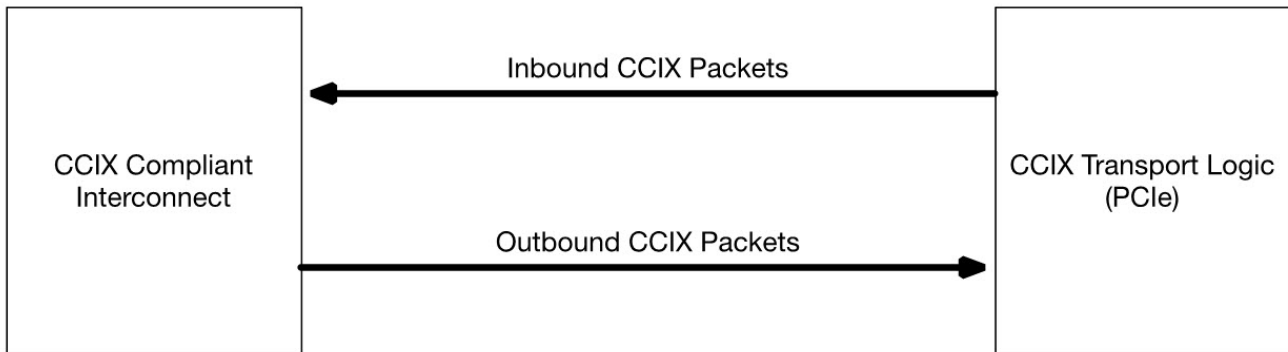 Inbound CCIX Packets
CCIX Compliant
Interconnect
CCIX Transport Logic
(PCIe)
Outbound CCIX Packets